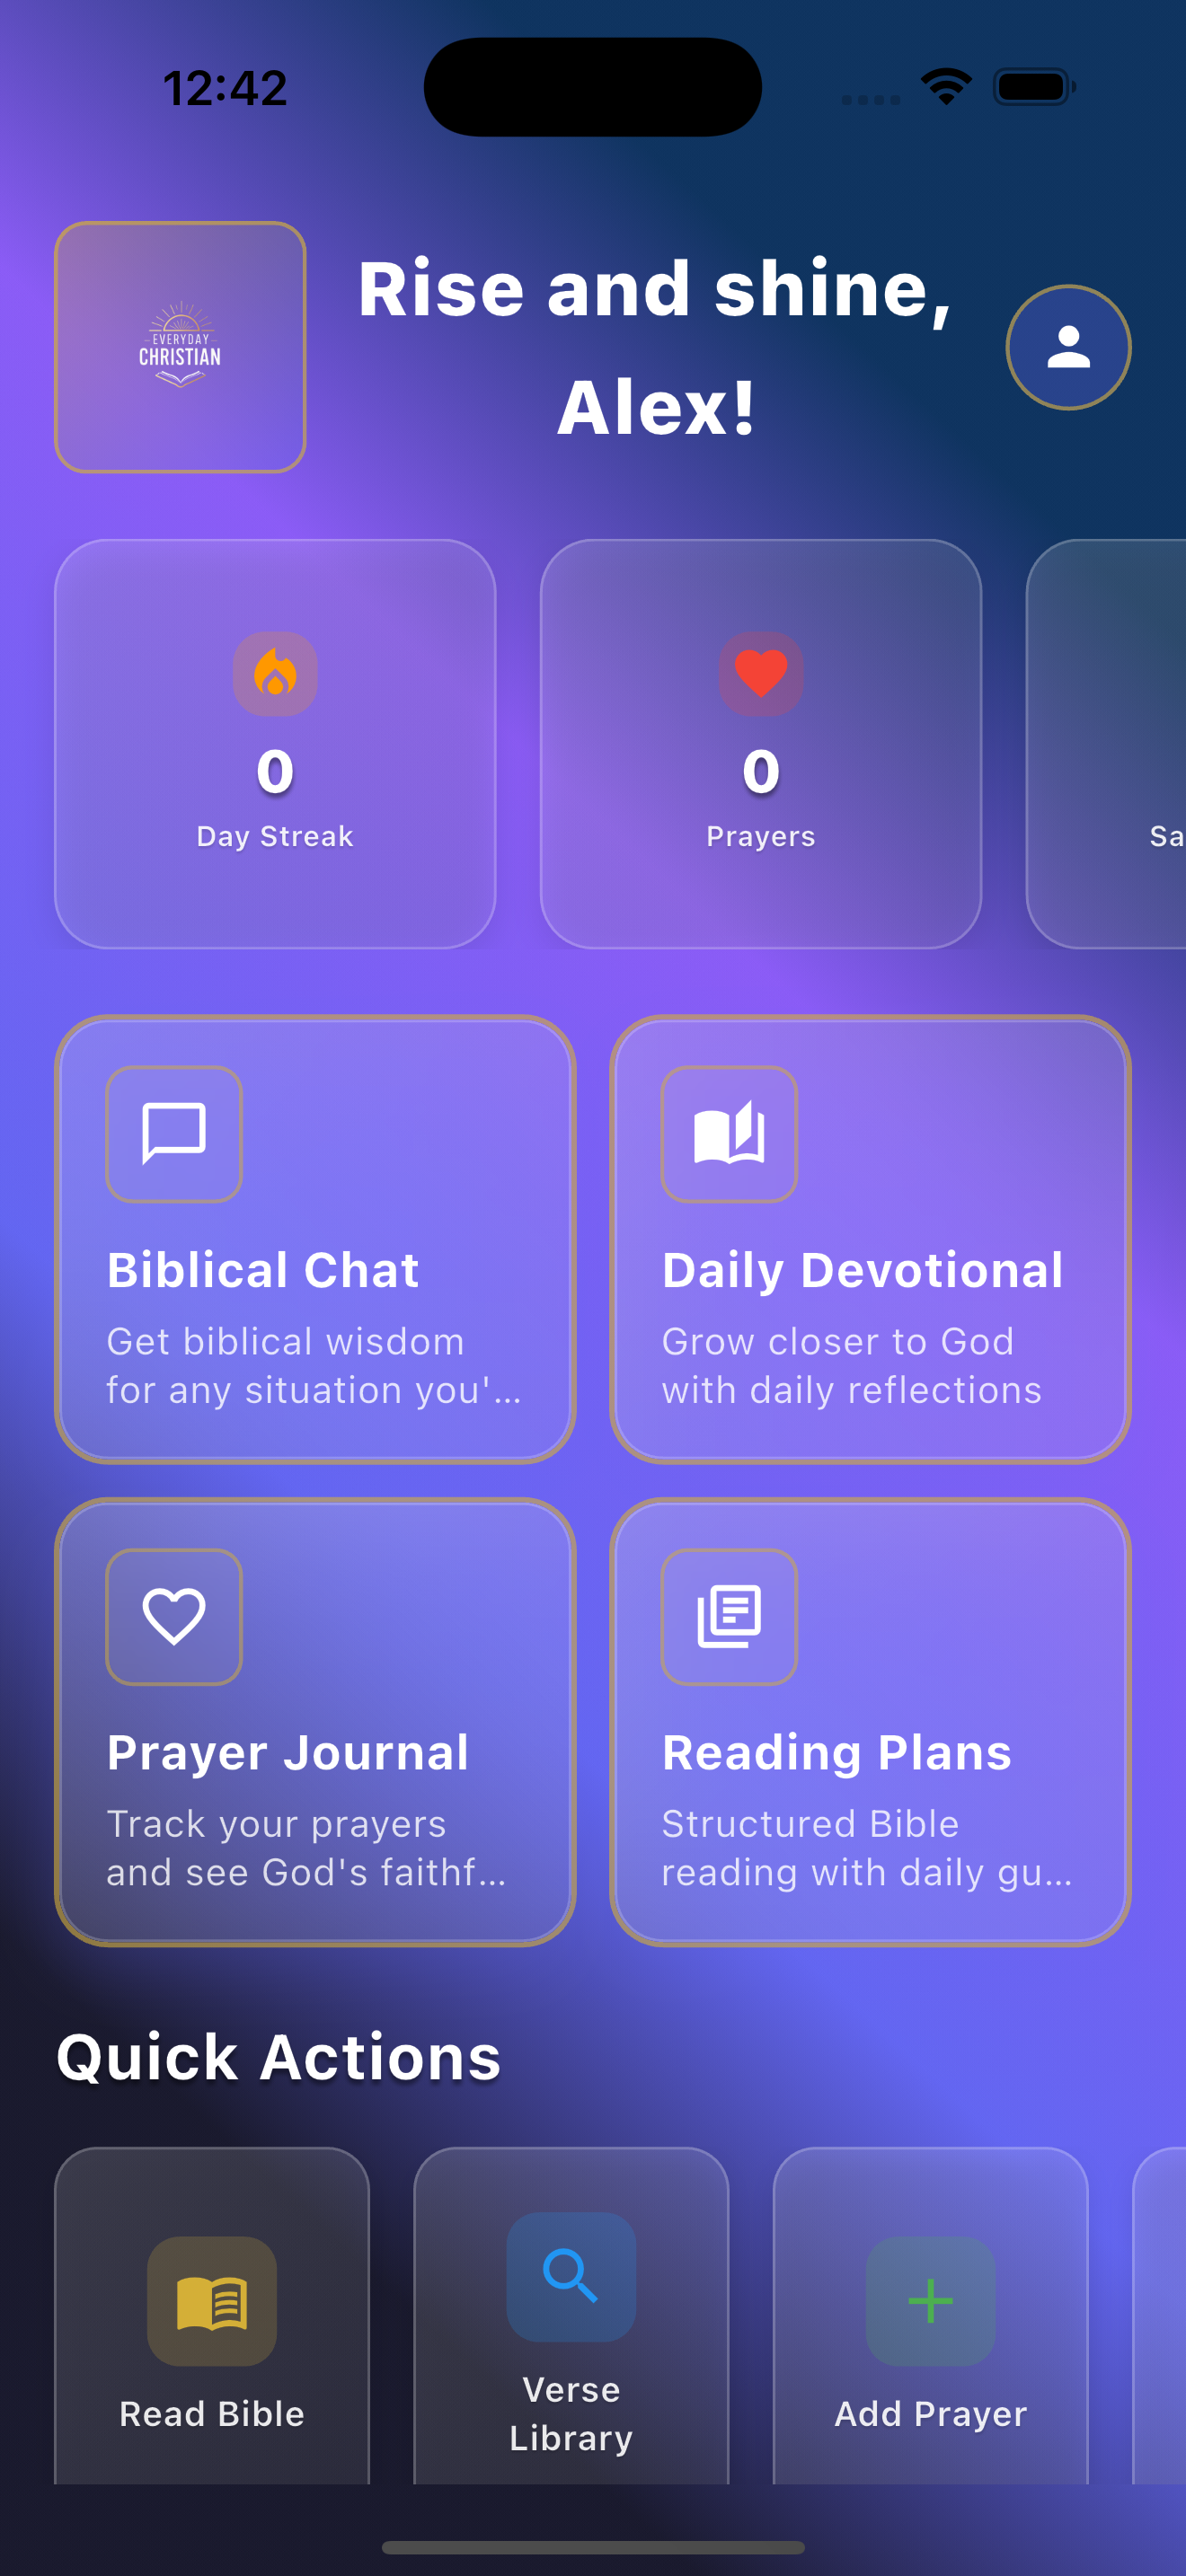 12:42
EVERYDAY
CHRISTIAN
Rise and shine,
Alex!
0
Day Streak
0
Prayers
Sa
Biblical Chat
Get biblical wisdom
for any situation you'...
Daily Devotional
Grow closer to God
with daily reflections
Prayer Journal
Track your prayers
and see God's faithf...
Reading Plans
Structured Bible
reading with daily gu...
Quick Actions
Read Bible
Verse
Library
Add Prayer